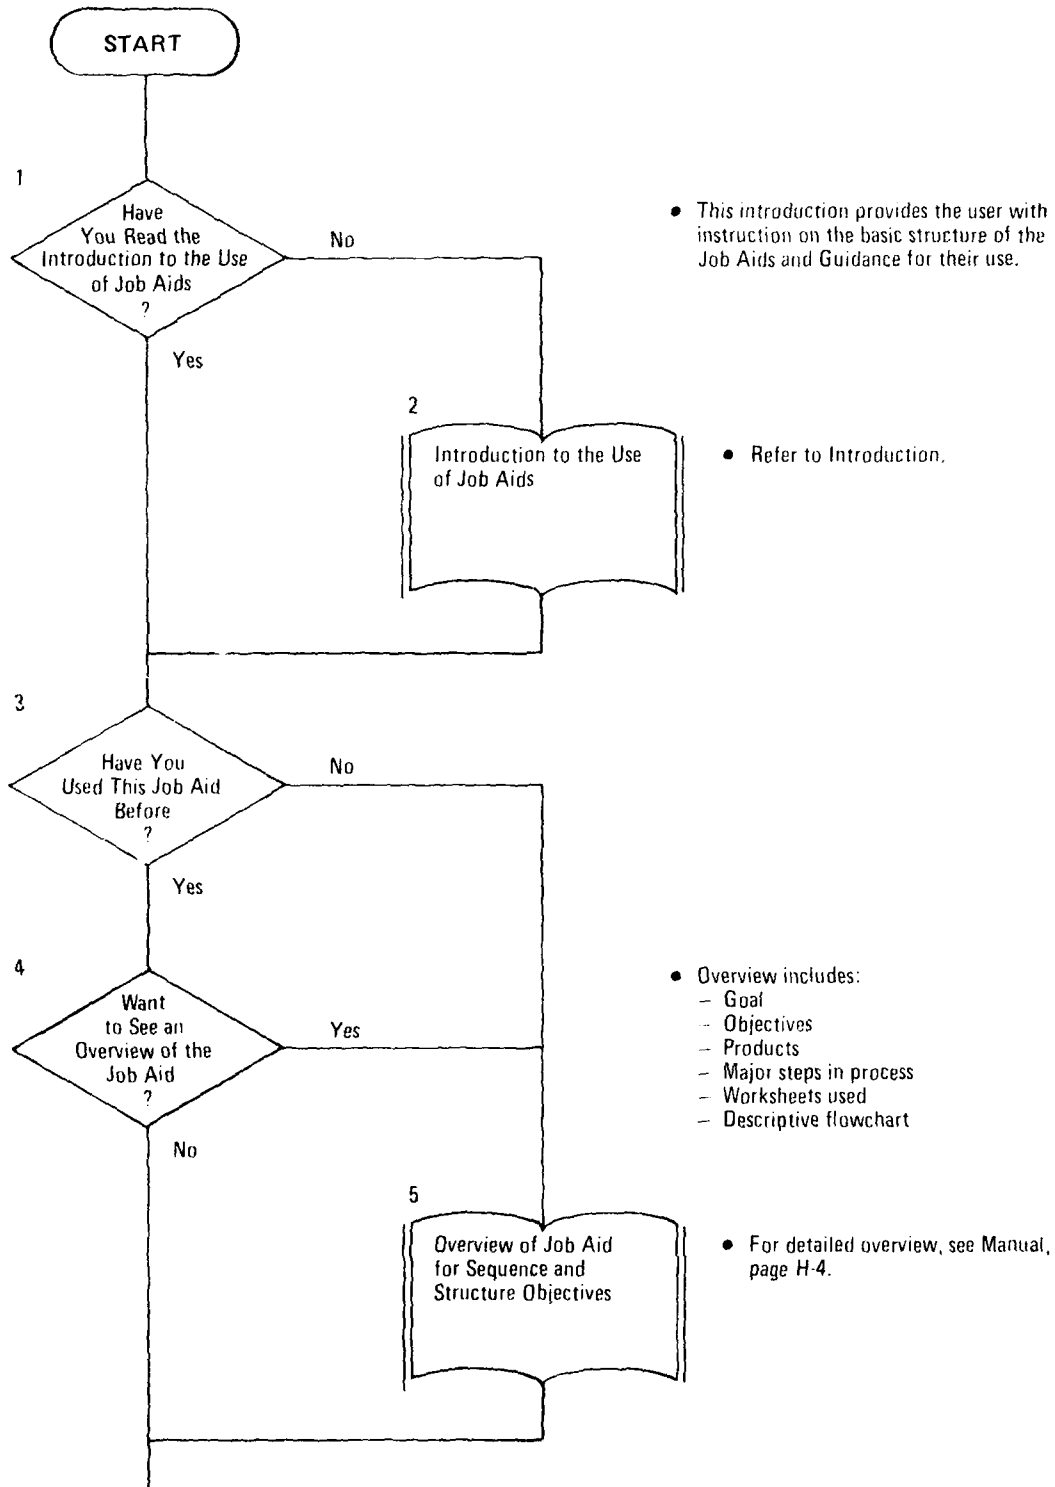 START
1
Have
You Read the
Introduction to the Use
of Job Aids
?
No
Yes
• This introduction provides the user with
instruction on the basic structure of the
Job Aids and Guidance for their use.
2
Introduction to the Use
of Job Aids
• Refer to Introduction.
3
Have You
Used This Job Aid
Before
?
No
Yes
4
Want
to See an
Overview of the
Job Aid
?
Yes
No
• Overview includes:
– Goal
– Objectives
– Products
– Major steps in process
– Worksheets used
– Descriptive flowchart
5
Overview of Job Aid
for Sequence and
Structure Objectives
• For detailed overview, see Manual,
page H-4.